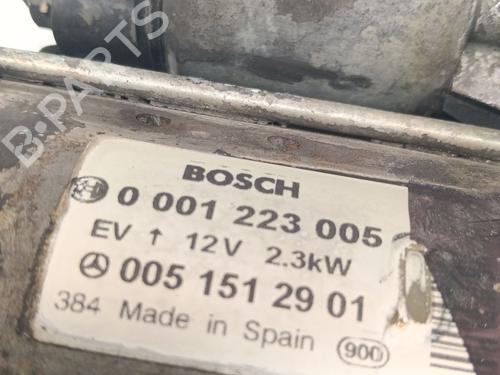 B-PARTS
BOSCH
0 001 223 005
EV ↑ 12V 2.3kW
005 151 29 01
384 Made in Spain 900